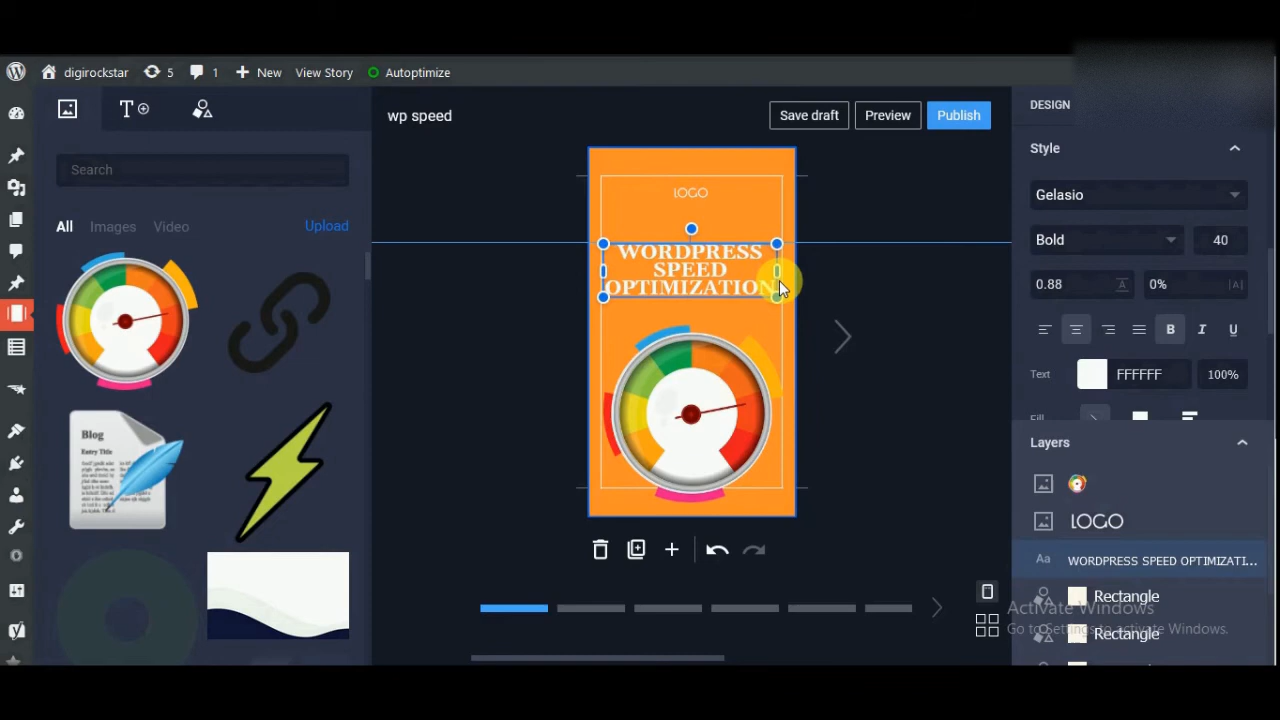 digirockstar 5 1 New View Story Autoptimize
wp speed
Save draft Preview Publish
DESIGN
Search
All Images Video Upload
Blog
Entry Title
LOGO
WORDPRESS
SPEED
OPTIMIZATION
Style
Gelasio
Bold 40
0.88 0%
B I U
Text FFFFFF 100%
Fill
Layers
LOGO
Aa WORDPRESS SPEED OPTIMIZATI...
Rectangle
Activate Windows
Go to Settings to activate Windows.
Rectangle